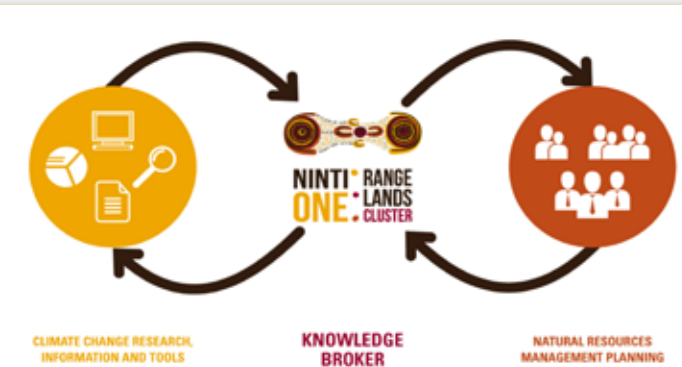 NINTI RANGE
ONE LANDS
CLUSTER
CLIMATE CHANGE RESEARCH,
INFORMATION AND TOOLS
KNOWLEDGE
BROKER
NATURAL RESOURCES
MANAGEMENT PLANNING